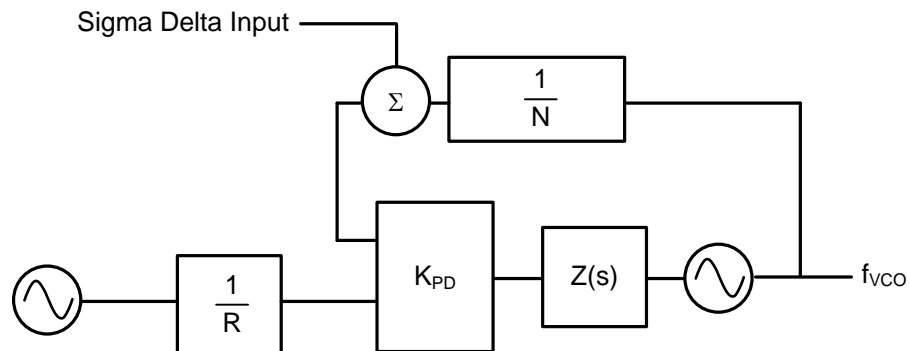 Sigma Delta Input
Σ
1
N
K_PD
Z(s)
f_VCO
1
R